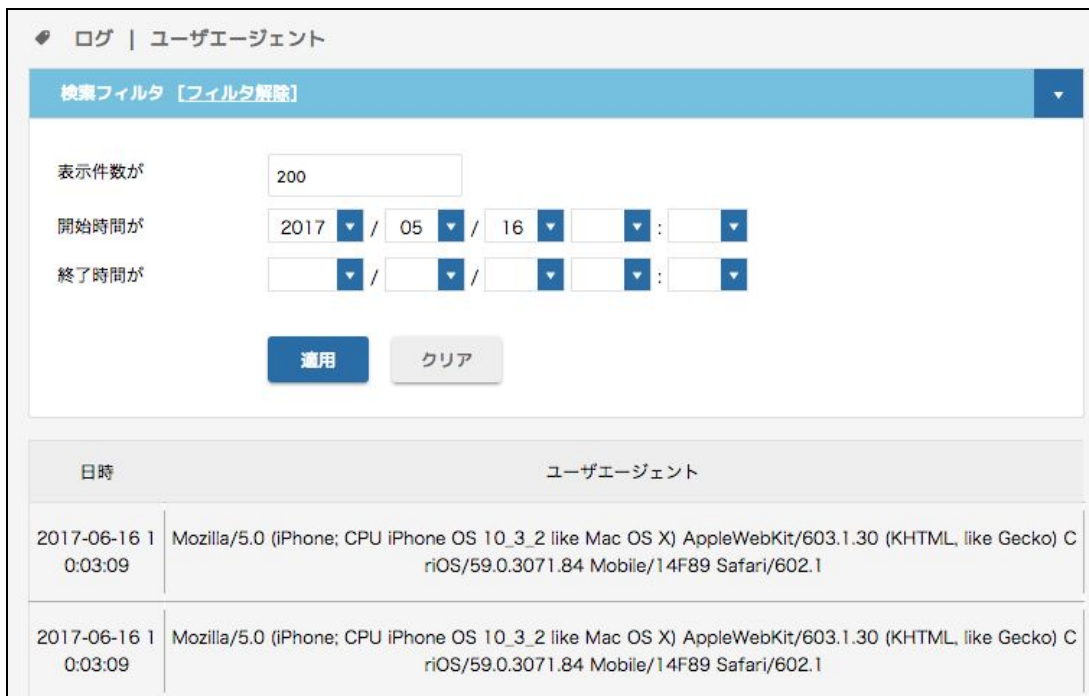 ログ | ユーザエージェント
検索フィルタ [フィルタ解除]
表示件数が 200
開始時間が 2017 / 05 / 16 :
終了時間が / / :
適用 クリア
日時 ユーザエージェント
2017-06-16 1 Mozilla/5.0 (iPhone; CPU iPhone OS 10_3_2 like Mac OS X) AppleWebKit/603.1.30 (KHTML, like Gecko) C
0:03:09 riOS/59.0.3071.84 Mobile/14F89 Safari/602.1
2017-06-16 1 Mozilla/5.0 (iPhone; CPU iPhone OS 10_3_2 like Mac OS X) AppleWebKit/603.1.30 (KHTML, like Gecko) C
0:03:09 riOS/59.0.3071.84 Mobile/14F89 Safari/602.1